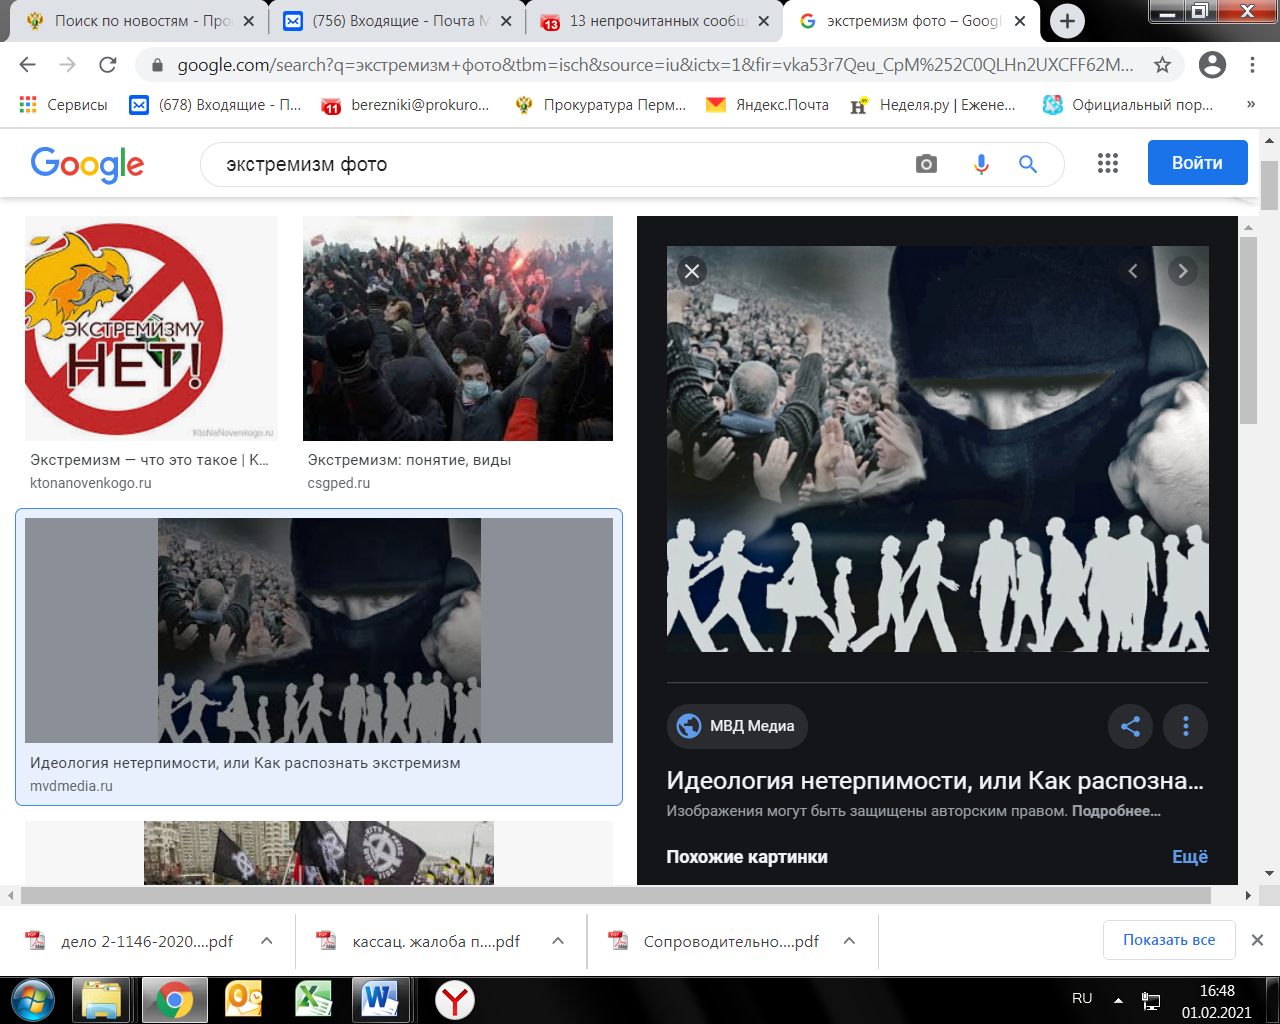 Поиск по новостям - Про
(756) Входящие - Почта М
13 непрочитанных сообщ
экстремизм фото – Googl
google.com/search?q=экстремизм+фото&tbm=isch&source=iu&ictx=1&fir=vka53r7Qeu_CpM%252C0QLHn2UXCFF62M...
Сервисы
(678) Входящие - П...
11
berezniki@prokuro...
Прокуратура Перм...
Яндекс.Почта
Неделя.ру | Ежене...
Официальный пор...
»
Google
экстремизм фото
Войти
ЭКСТРЕМИЗМУ
НЕТ!
KtoNaNovenkogo.ru
Экстремизм — что это такое | K...
ktonanovenkogo.ru
Экстремизм: понятие, виды
csgped.ru
Идеология нетерпимости, или Как распознать экстремизм
mvdmedia.ru
МВД Медиа
Идеология нетерпимости, или Как распозна...
Изображения могут быть защищены авторским правом. Подробнее...
Похожие картинки
Ещё
дело 2-1146-2020....pdf
кассац. жалоба п....pdf
Сопроводительно....pdf
Показать все
RU
16:48
01.02.2021